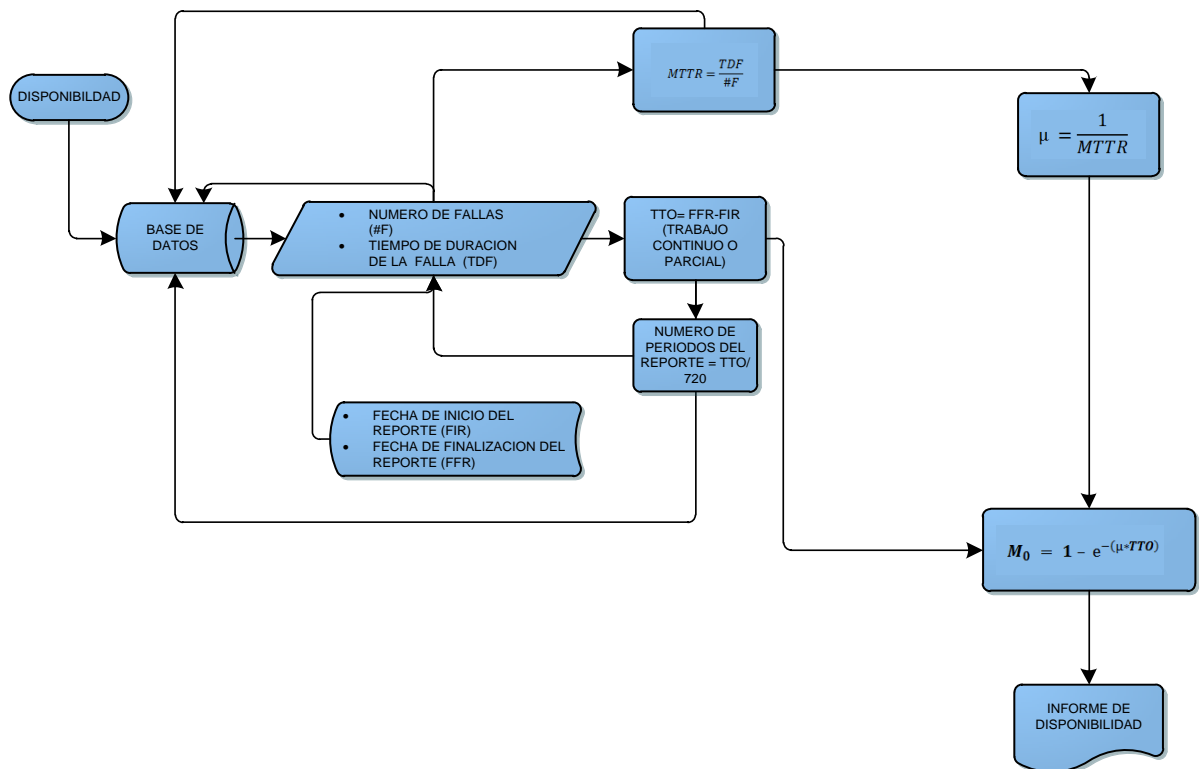 MTTR = TDF / #F
DISPONIBILDAD
μ = 1 / MTTR
BASE DE
DATOS
• NUMERO DE FALLAS
(#F)
• TIEMPO DE DURACION
DE LA FALLA (TDF)
TTO= FFR-FIR
(TRABAJO
CONTINUO O
PARCIAL)
NUMERO DE
PERIODOS DEL
REPORTE = TTO/
720
• FECHA DE INICIO DEL
REPORTE (FIR)
• FECHA DE FINALIZACION DEL
REPORTE (FFR)
M₀ = 1 – e^−(μ*TTO)
INFORME DE
DISPONIBILIDAD